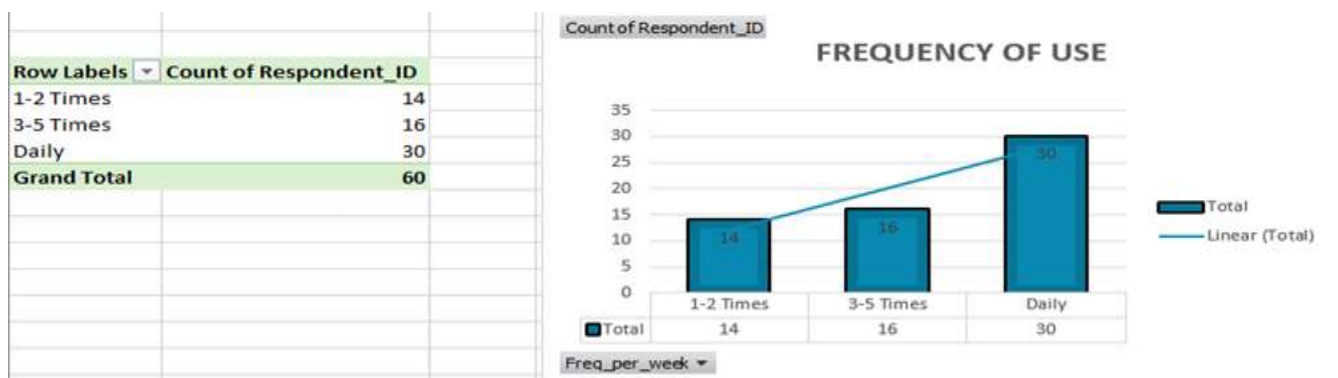 Row Labels Count of Respondent_ID
1-2 Times 14
3-5 Times 16
Daily 30
Grand Total 60
Count of Respondent_ID
FREQUENCY OF USE
35
30
25
20
15
10
5
0
14
16
30
Total
Linear (Total)
1-2 Times 3-5 Times Daily
Total 14 16 30
Freq_per_week